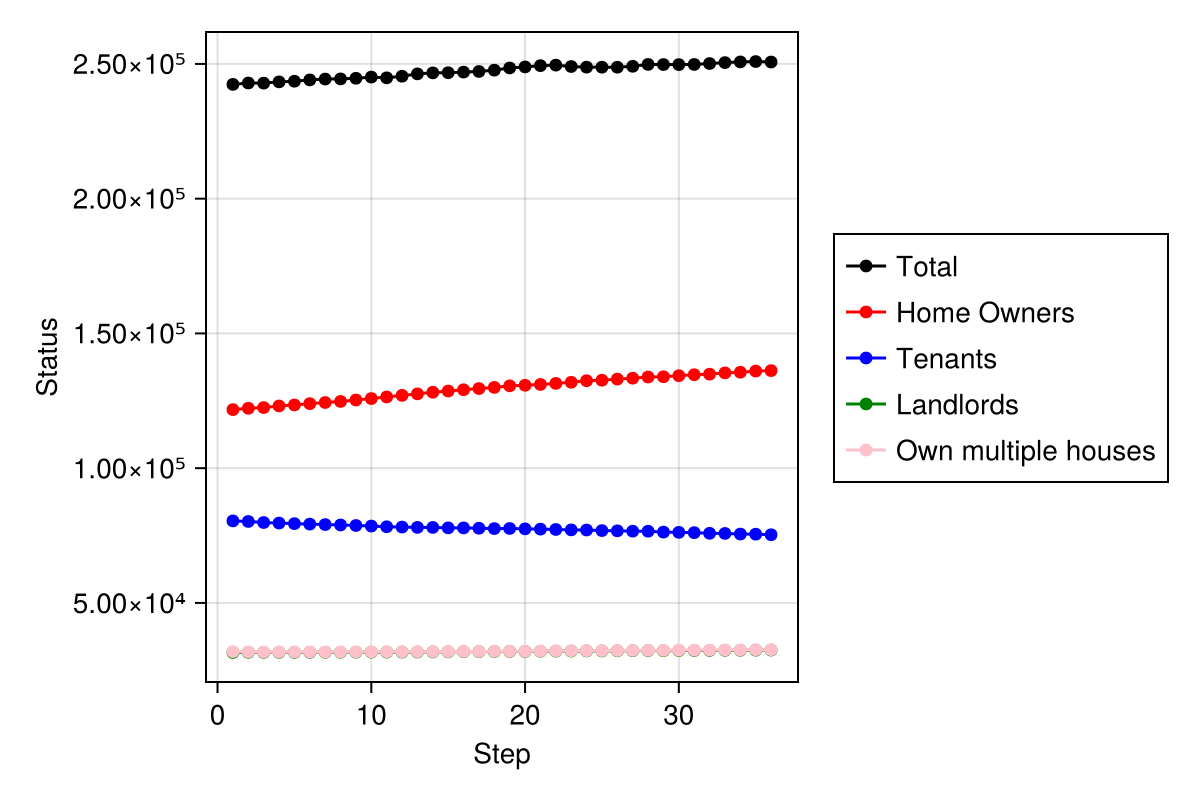 2.50×10⁵
2.00×10⁵
1.50×10⁵
1.00×10⁵
5.00×10⁴
Status
0 10 20 30
Step
Total
Home Owners
Tenants
Landlords
Own multiple houses